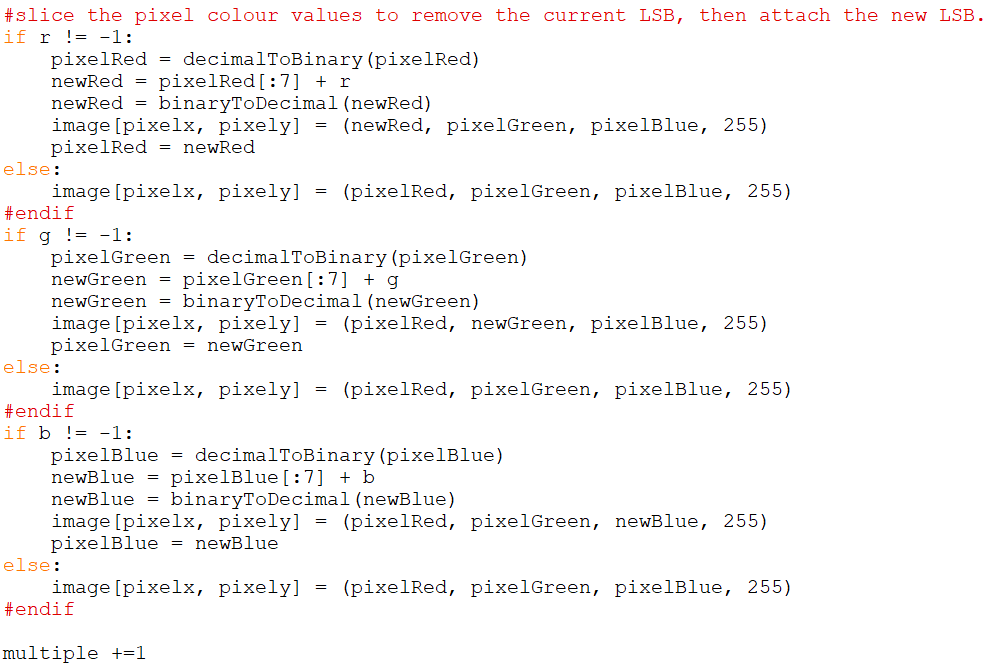 #slice the pixel colour values to remove the current LSB, then attach the new LSB.
if r != -1:
    pixelRed = decimalToBinary(pixelRed)
    newRed = pixelRed[:7] + r
    newRed = binaryToDecimal(newRed)
    image[pixelx, pixely] = (newRed, pixelGreen, pixelBlue, 255)
    pixelRed = newRed
else:
    image[pixelx, pixely] = (pixelRed, pixelGreen, pixelBlue, 255)
#endif
if g != -1:
    pixelGreen = decimalToBinary(pixelGreen)
    newGreen = pixelGreen[:7] + g
    newGreen = binaryToDecimal(newGreen)
    image[pixelx, pixely] = (pixelRed, newGreen, pixelBlue, 255)
    pixelGreen = newGreen
else:
    image[pixelx, pixely] = (pixelRed, pixelGreen, pixelBlue, 255)
#endif
if b != -1:
    pixelBlue = decimalToBinary(pixelBlue)
    newBlue = pixelBlue[:7] + b
    newBlue = binaryToDecimal(newBlue)
    image[pixelx, pixely] = (pixelRed, pixelGreen, newBlue, 255)
    pixelBlue = newBlue
else:
    image[pixelx, pixely] = (pixelRed, pixelGreen, pixelBlue, 255)
#endif

multiple +=1